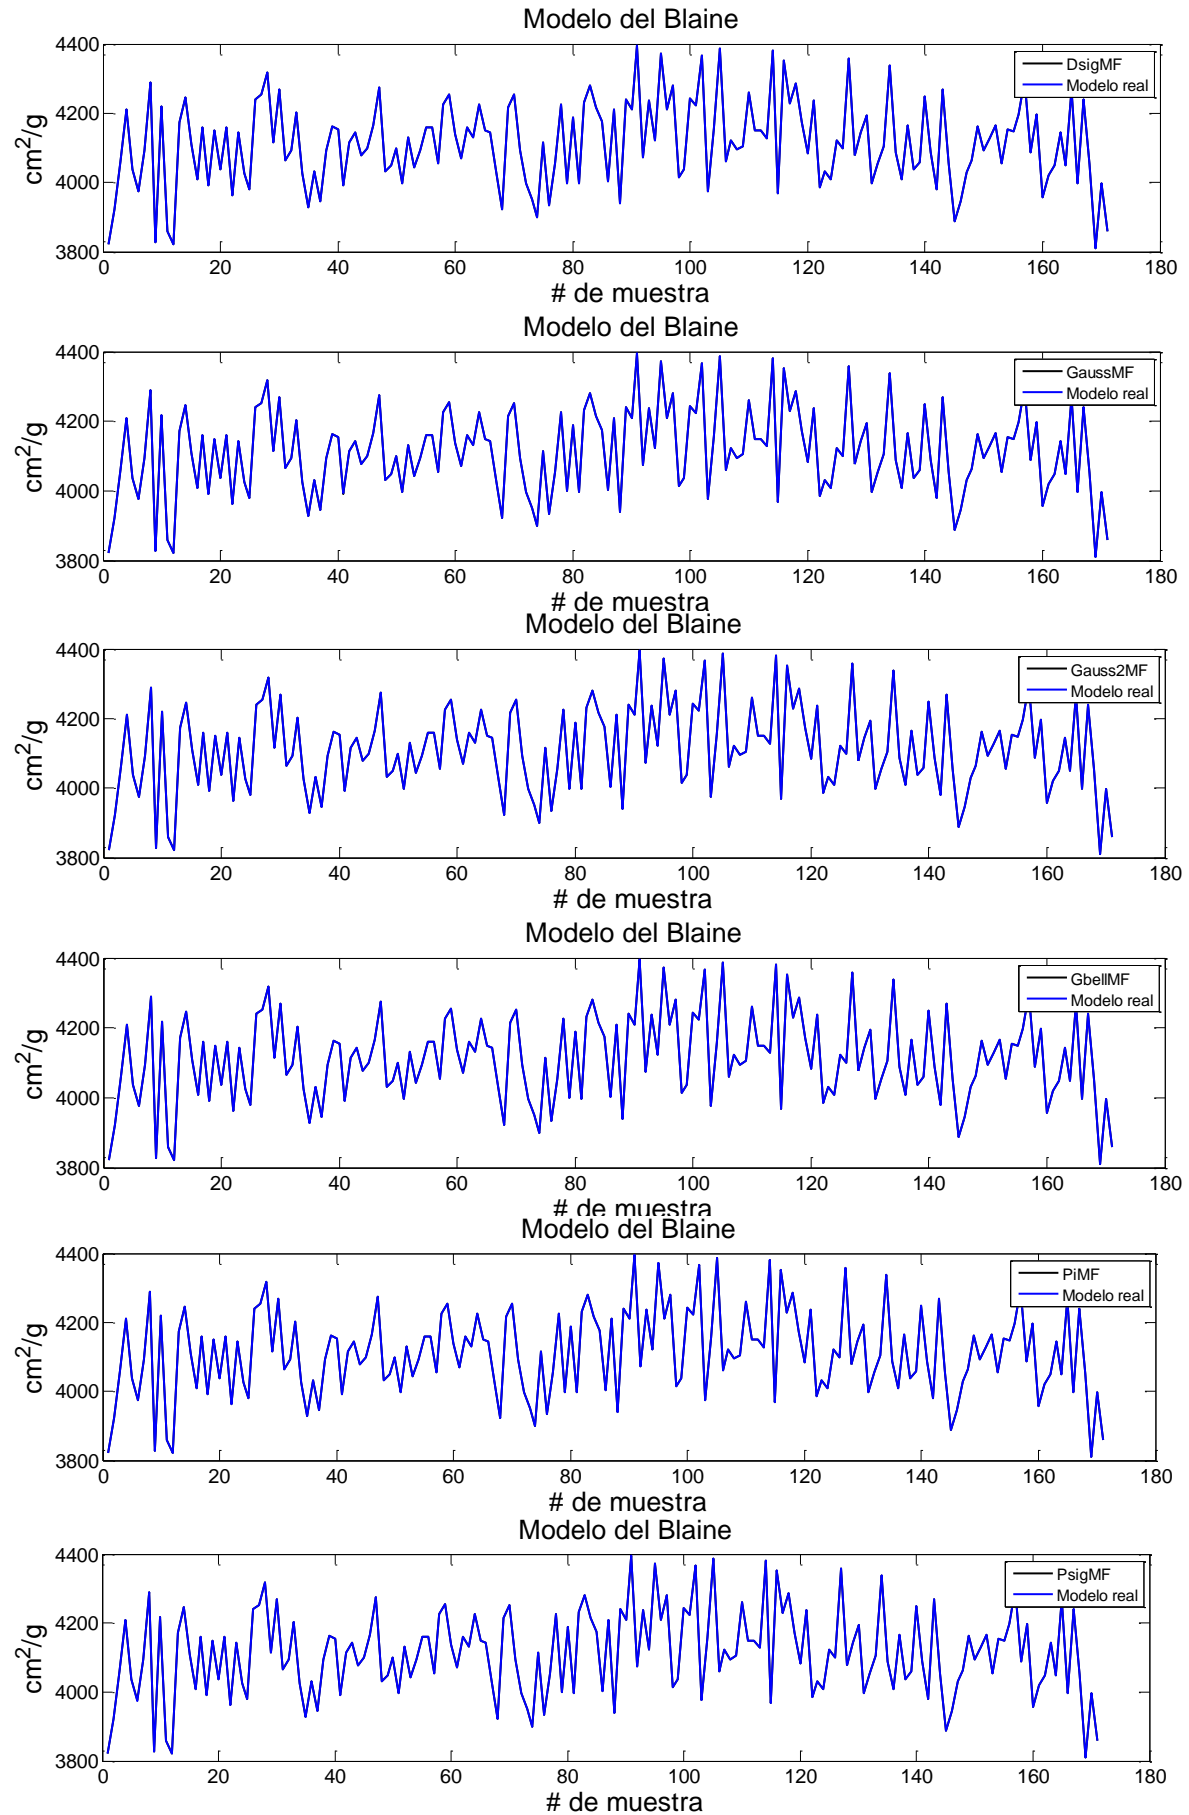 Modelo del Blaine
4400
4200
4000
3800
cm²/g
DsigMF
Modelo real
0 20 40 60 80 100 120 140 160 180
# de muestra
Modelo del Blaine
4400
4200
4000
3800
cm²/g
GaussMF
Modelo real
0 20 40 60 80 100 120 140 160 180
# de muestra
Modelo del Blaine
4400
4200
4000
3800
cm²/g
Gauss2MF
Modelo real
0 20 40 60 80 100 120 140 160 180
# de muestra
Modelo del Blaine
4400
4200
4000
3800
cm²/g
GbellMF
Modelo real
0 20 40 60 80 100 120 140 160 180
# de muestra
Modelo del Blaine
4400
4200
4000
3800
cm²/g
PiMF
Modelo real
0 20 40 60 80 100 120 140 160 180
# de muestra
Modelo del Blaine
4400
4200
4000
3800
cm²/g
PsigMF
Modelo real
0 20 40 60 80 100 120 140 160 180
# de muestra